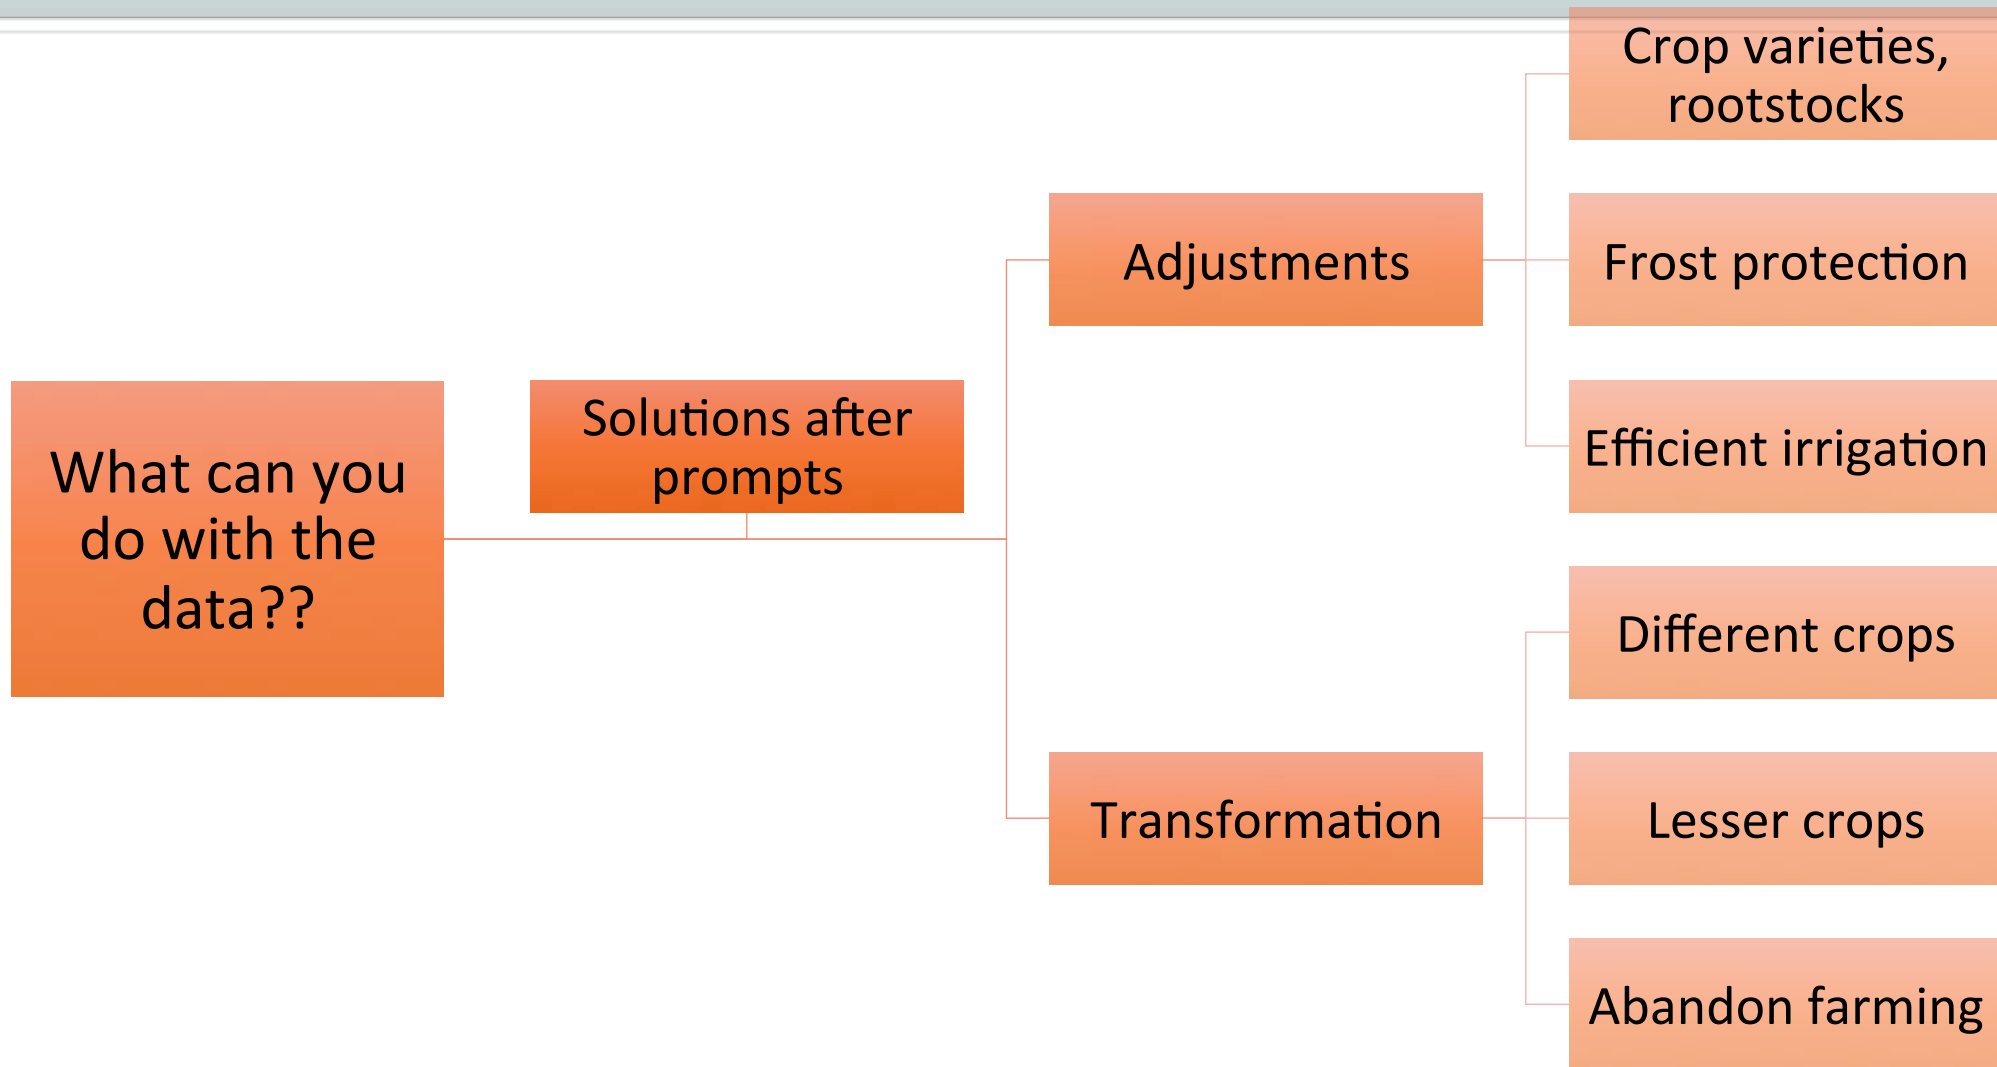 What can you
do with the
data??
Solutions after
prompts
Adjustments
Crop varieties,
rootstocks
Frost protection
Efficient irrigation
Transformation
Different crops
Lesser crops
Abandon farming